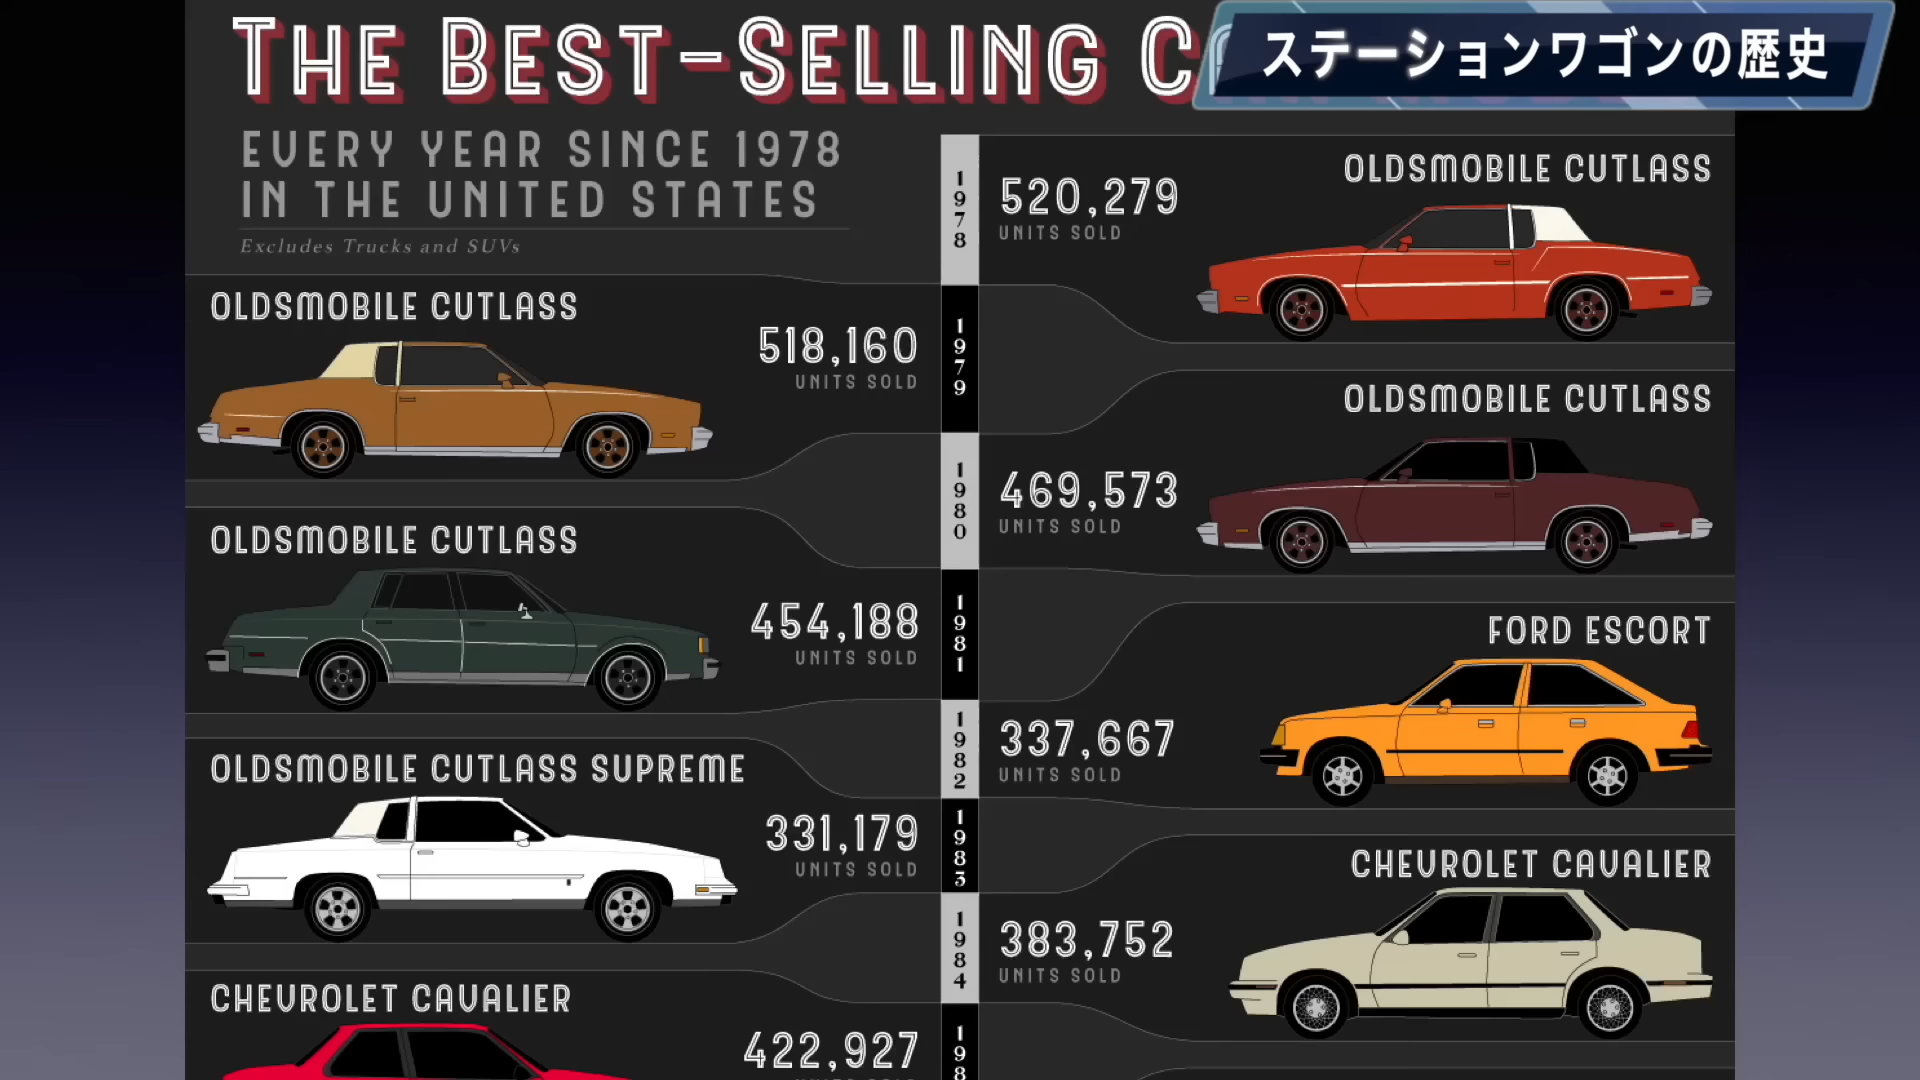 THE BEST-SELLING
ステーションワゴンの歴史
EVERY YEAR SINCE 1978
IN THE UNITED STATES
Excludes Trucks and SUVs
1978
520,279
UNITS SOLD
OLDSMOBILE CUTLASS
OLDSMOBILE CUTLASS
518,160
UNITS SOLD
1979
OLDSMOBILE CUTLASS
1980
469,573
UNITS SOLD
OLDSMOBILE CUTLASS
454,188
UNITS SOLD
1981
FORD ESCORT
1982
337,667
UNITS SOLD
OLDSMOBILE CUTLASS SUPREME
331,179
UNITS SOLD
1983
CHEVROLET CAVALIER
1984
383,752
UNITS SOLD
CHEVROLET CAVALIER
422,927
198